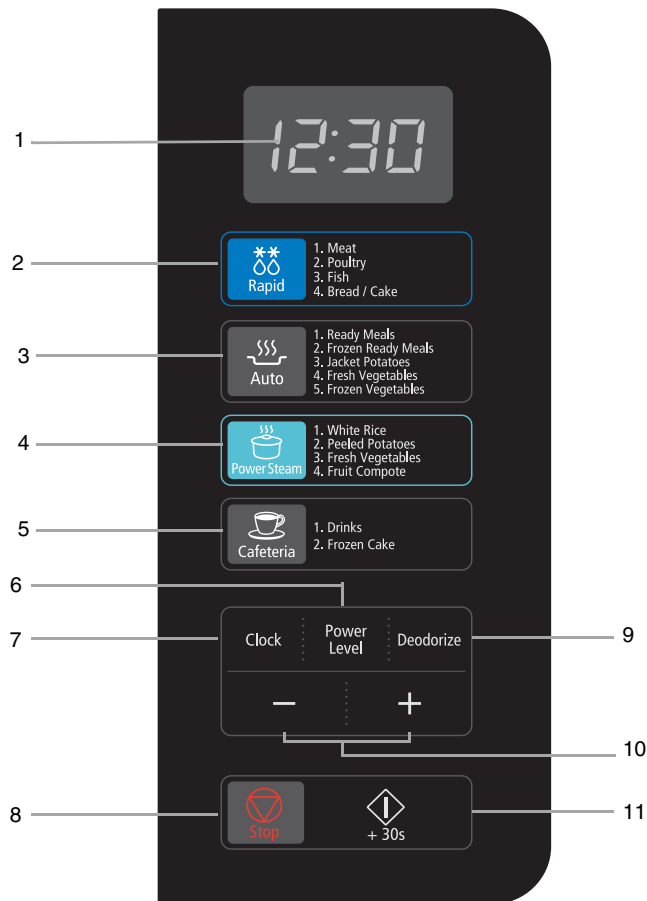 1
12:30
2
Rapid
1. Meat
2. Poultry
3. Fish
4. Bread / Cake
3
Auto
1. Ready Meals
2. Frozen Ready Meals
3. Jacket Potatoes
4. Fresh Vegetables
5. Frozen Vegetables
4
Power Steam
1. White Rice
2. Peeled Potatoes
3. Fresh Vegetables
4. Fruit Compote
5
Cafeteria
1. Drinks
2. Frozen Cake
6
7
Clock
Power
Level
Deodorize
9
− +
10
8
Stop
+ 30s
11